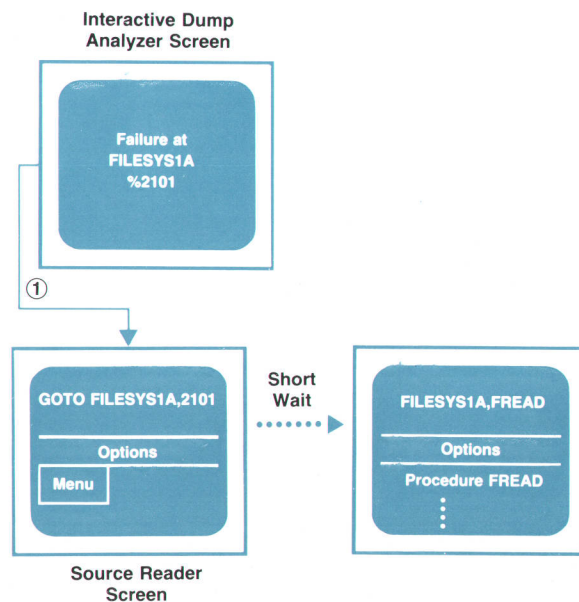 Interactive Dump
Analyzer Screen
Failure at
FILESYS1A
%2101
①
GOTO FILESYS1A,2101
Options
Menu
Source Reader
Screen
Short
Wait
FILESYS1A,FREAD
Options
Procedure FREAD